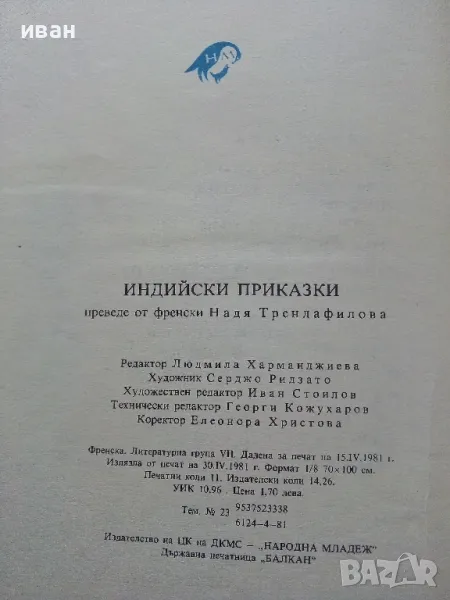 иван
НМ
ИНДИЙСКИ ПРИКАЗКИ
преведе от френски Надя Трендафилова
Редактор Людмила Харманджиева
Художник Серджо Ридзато
Художествен редактор Иван Стоилов
Технически редактор Георги Кожухаров
Коректор Елеонора Христова
Френска. Литературна група VII. Дадена за печат на 15.IV.1981 г.
Излязла от печат на 30.IV.1981 г. Формат 1/8 70×100 см.
Печатни коли 11. Издателски коли 14,26.
УИК 10,96. Цена 1,70 лева.
Тем. № 23 9537523338
6124-4-81
Издателство на ЦК на ДКМС — „НАРОДНА МЛАДЕЖ"
Държавна печатница „БАЛКАН"
BAZAR